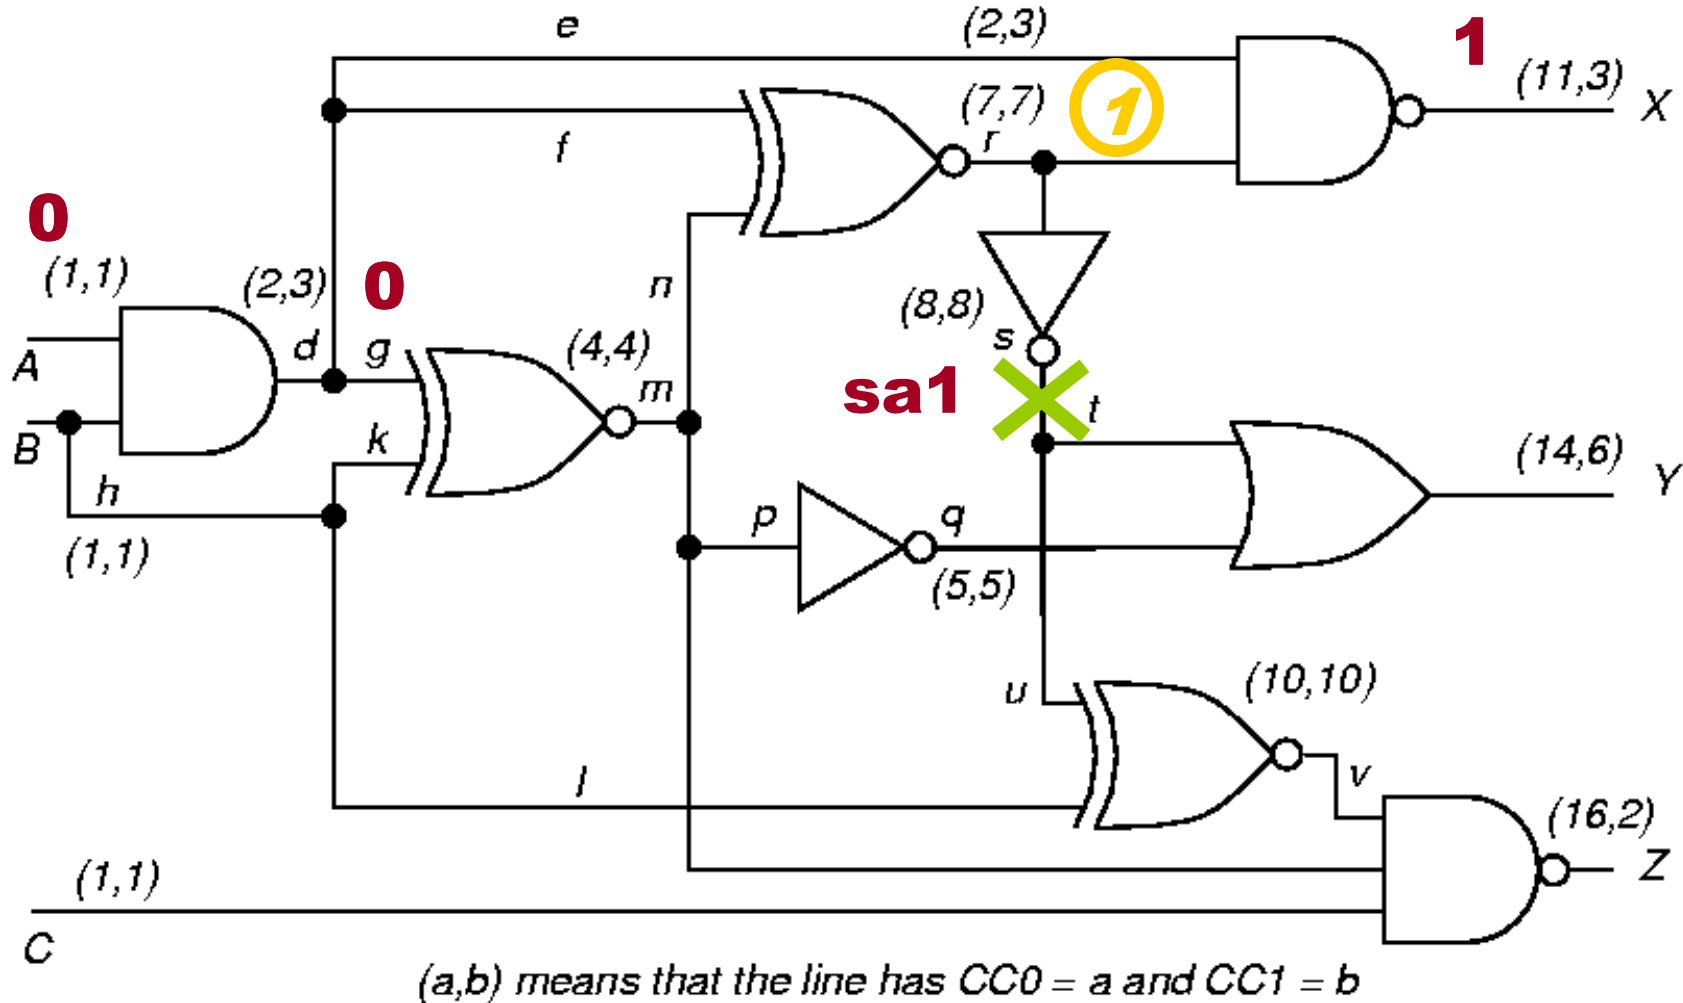 e
(2,3)
1
(11,3)
X
(7,7)
1
f
r
0
(1,1)
(2,3)
0
n
(8,8)
s
A
d
g
(4,4)
m
sa1
t
B
k
(14,6)
Y
h
p
q
(1,1)
(5,5)
u
(10,10)
l
v
(16,2)
Z
(1,1)
C
(a,b) means that the line has CC0 = a and CC1 = b